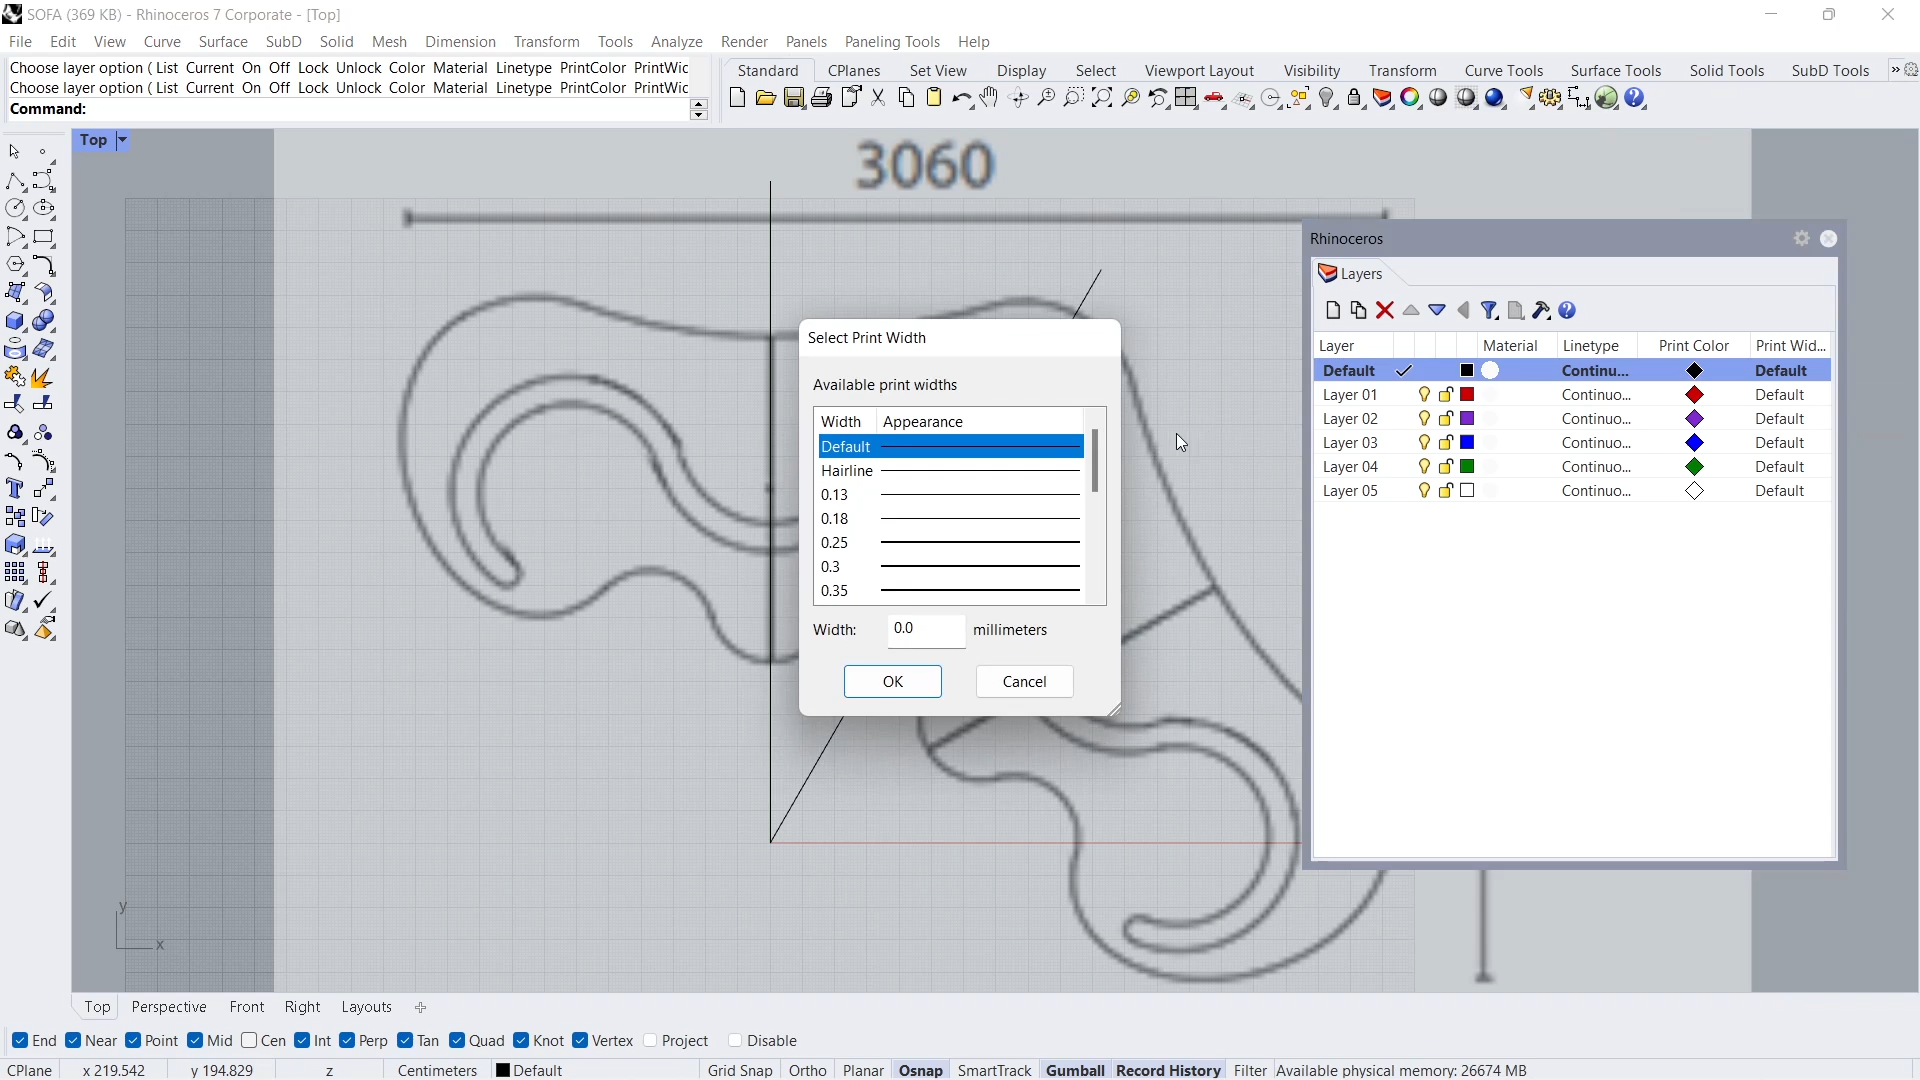 SOFA (369 KB) - Rhinoceros 7 Corporate - [Top]
File Edit View Curve Surface SubD Solid Mesh Dimension Transform Tools Analyze Render Panels Paneling Tools Help
Choose layer option ( List Current On Off Lock Unlock Color Material Linetype PrintColor PrintWic
Choose layer option ( List Current On Off Lock Unlock Color Material Linetype PrintColor PrintWic
Command:
Standard CPlanes Set View Display Select Viewport Layout Visibility Transform Curve Tools Surface Tools Solid Tools SubD Tools »
Top
3060
Rhinoceros
Layers
Layer Material Linetype Print Color Print Wid...
Default Continu... Default
Layer 01 Continuo... Default
Layer 02 Continuo... Default
Layer 03 Continuo... Default
Layer 04 Continuo... Default
Layer 05 Continuo... Default
Select Print Width
Available print widths
Width Appearance
Default
Hairline
0.13
0.18
0.25
0.3
0.35
Width: 0.0 millimeters
OK Cancel
y
x
Top Perspective Front Right Layouts
End Near Point Mid Cen Int Perp Tan Quad Knot Vertex Project Disable
CPlane x 219.542 y 194.829 z Centimeters Default Grid Snap Ortho Planar Osnap SmartTrack Gumball Record History Filter Available physical memory: 26674 MB